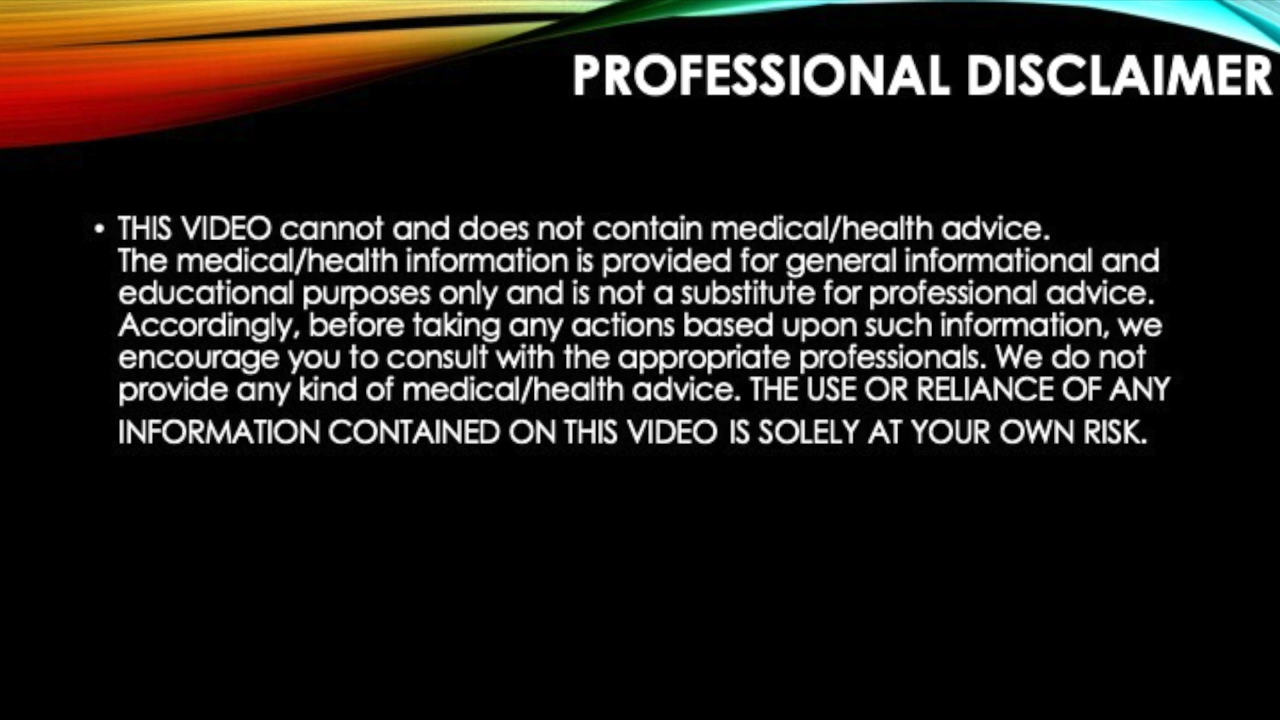 PROFESSIONAL DISCLAIMER
• THIS VIDEO cannot and does not contain medical/health advice.
The medical/health information is provided for general informational and
educational purposes only and is not a substitute for professional advice.
Accordingly, before taking any actions based upon such information, we
encourage you to consult with the appropriate professionals. We do not
provide any kind of medical/health advice. THE USE OR RELIANCE OF ANY
INFORMATION CONTAINED ON THIS VIDEO IS SOLELY AT YOUR OWN RISK.